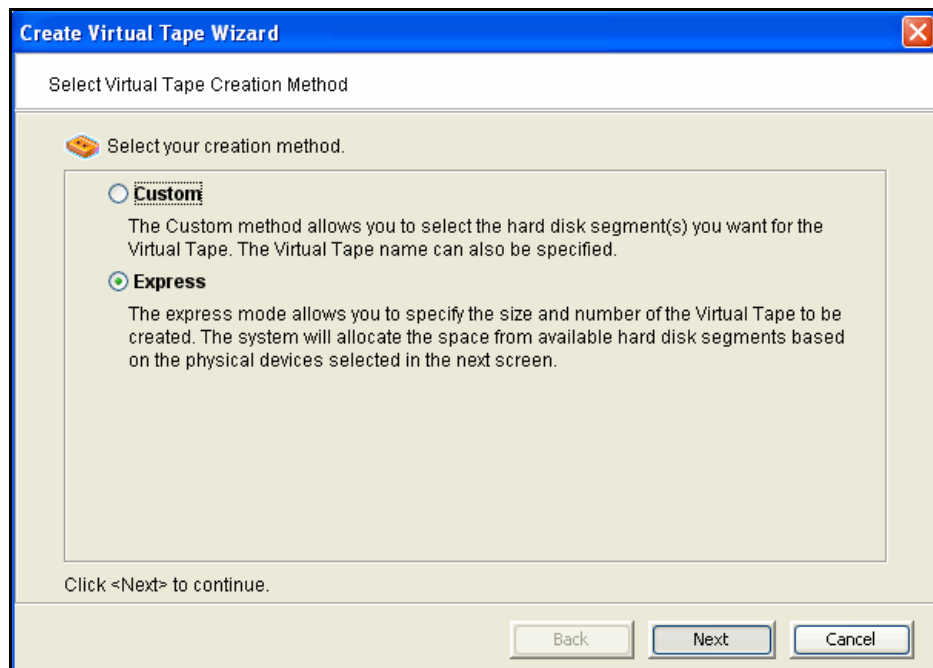 Create Virtual Tape Wizard
Select Virtual Tape Creation Method
Select your creation method.
Custom
The Custom method allows you to select the hard disk segment(s) you want for the
Virtual Tape. The Virtual Tape name can also be specified.
Express
The express mode allows you to specify the size and number of the Virtual Tape to be
created. The system will allocate the space from available hard disk segments based
on the physical devices selected in the next screen.
Click <Next> to continue.
Back
Next
Cancel